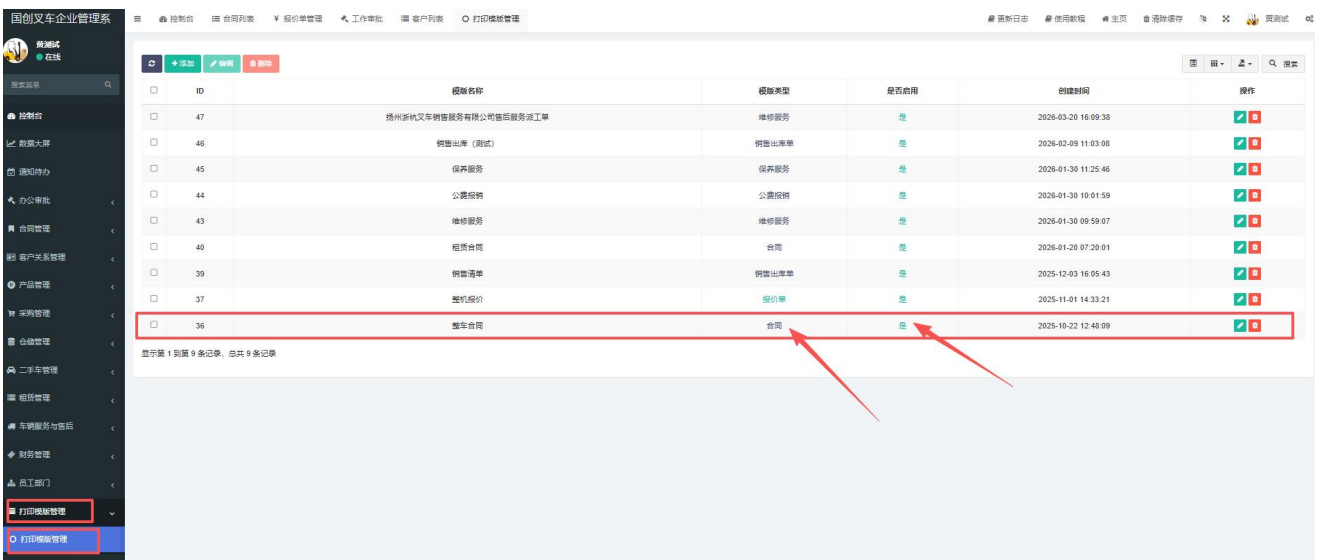 国创叉车企业管理系
控制台 合同列表 ¥ 报价单管理 工作审批 客户列表 打印模版管理 更新日志 使用教程 主页 清除缓存 黄测试
黄测试
在线
搜索菜单
控制台
数据大屏
通知待办
办公审批
合同管理
客户关系管理
产品管理
采购管理
仓储管理
二手车管理
租赁管理
车辆服务与售后
财务管理
员工部门
打印模版管理
打印模版管理
+添加 编辑 删除 搜索
ID 模版名称 模版类型 是否启用 创建时间 操作
47 扬州浙杭叉车销售服务有限公司售后服务派工单 维修服务 是 2026-03-20 16:09:38
46 销售出库（测试） 销售出库单 是 2026-02-09 11:03:08
45 保养服务 保养服务 是 2026-01-30 11:25:46
44 公费报销 公费报销 是 2026-01-30 10:01:59
43 维修服务 维修服务 是 2026-01-30 09:59:07
40 租赁合同 合同 是 2026-01-20 07:20:01
39 销售清单 销售出库单 是 2025-12-03 16:05:43
37 整机报价 报价单 是 2025-11-01 14:33:21
36 整车合同 合同 是 2025-10-22 12:48:09
显示第 1 到第 9 条记录，总共 9 条记录